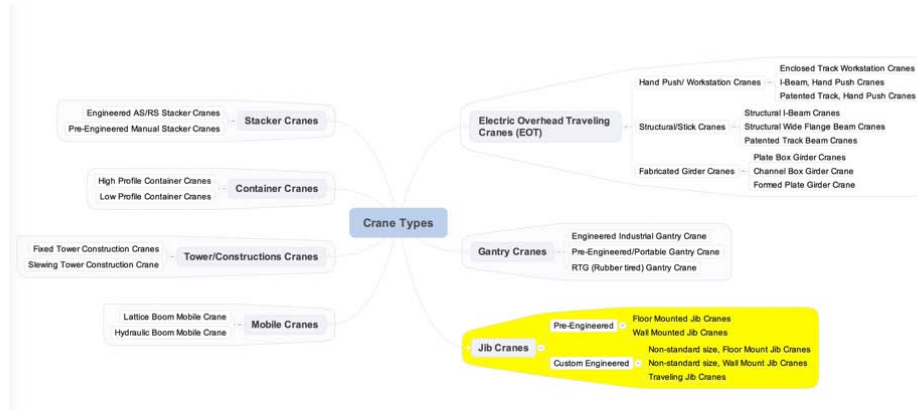 Crane Types
Stacker Cranes
Engineered AS/RS Stacker Cranes
Pre-Engineered Manual Stacker Cranes
Container Cranes
High Profile Container Cranes
Low Profile Container Cranes
Tower/Constructions Cranes
Fixed Tower Construction Cranes
Slewing Tower Construction Crane
Mobile Cranes
Lattice Boom Mobile Crane
Hydraulic Boom Mobile Crane
Electric Overhead Traveling
Cranes (EOT)
Hand Push/ Workstation Cranes
Enclosed Track Workstation Cranes
I-Beam, Hand Push Cranes
Patented Track, Hand Push Cranes
Structural/Stick Cranes
Structural I-Beam Cranes
Structural Wide Flange Beam Cranes
Patented Track Beam Cranes
Fabricated Girder Cranes
Plate Box Girder Cranes
Channel Box Girder Crane
Formed Plate Girder Crane
Gantry Cranes
Engineered Industrial Gantry Crane
Pre-Engineered/Portable Gantry Crane
RTG (Rubber tired) Gantry Crane
Jib Cranes
Pre-Engineered
Floor Mounted Jib Cranes
Wall Mounted Jib Cranes
Custom Engineered
Non-standard size, Floor Mount Jib Cranes
Non-standard size, Wall Mount Jib Cranes
Traveling Jib Cranes